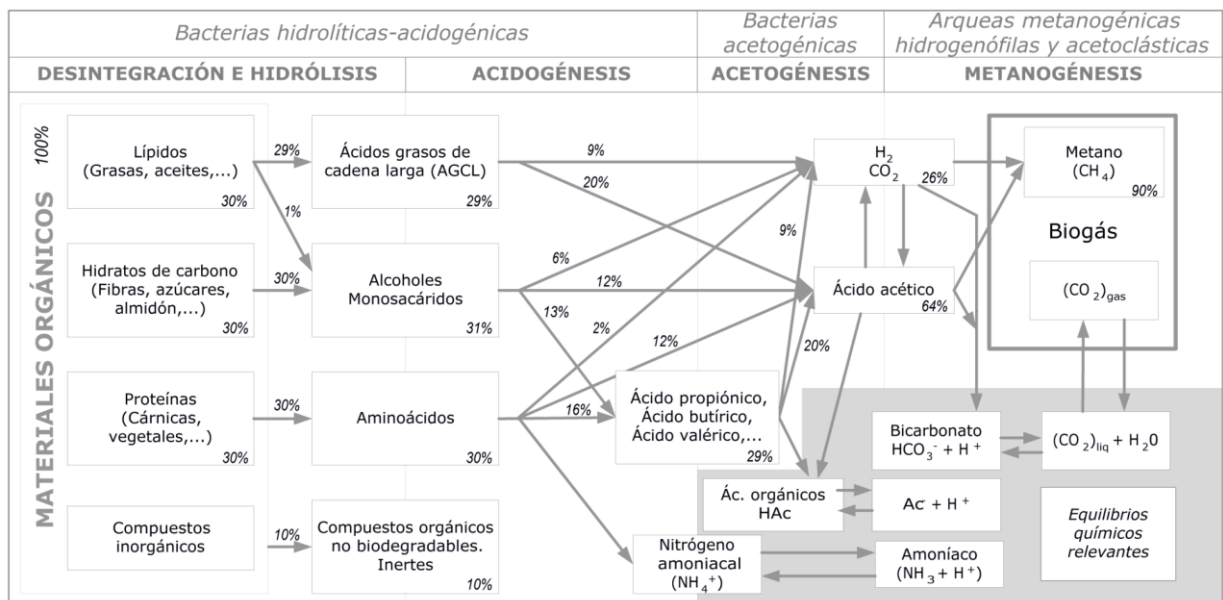 Bacterias hidrolíticas-acidogénicas
Bacterias
acetogénicas
Arqueas metanogénicas
hidrogenófilas y acetoclásticas
DESINTEGRACIÓN E HIDRÓLISIS
ACIDOGÉNESIS
ACETOGÉNESIS
METANOGÉNESIS
MATERIALES ORGÁNICOS
100%
Lípidos
(Grasas, aceites,...)
30%
29%
1%
Ácidos grasos de
cadena larga (AGCL)
29%
9%
20%
H2
CO2
26%
Metano
(CH4)
90%
Biogás
(CO2)gas
Hidratos de carbono
(Fibras, azúcares,
almidón,...)
30%
30%
Alcoholes
Monosacáridos
31%
6%
12%
13%
2%
12%
9%
20%
Ácido acético
64%
Proteínas
(Cárnicas,
vegetales,...)
30%
30%
Aminoácidos
30%
16%
Ácido propiónico,
Ácido butírico,
Ácido valérico,...
29%
Bicarbonato
HCO3- + H+
(CO2)liq + H20
Ác. orgánicos
HAc
Ac- + H+
Compuestos
inorgánicos
10%
Compuestos orgánicos
no biodegradables.
Inertes
10%
Nitrógeno
amoniacal
(NH4+)
Amoníaco
(NH3 + H+)
Equilibrios
químicos
relevantes